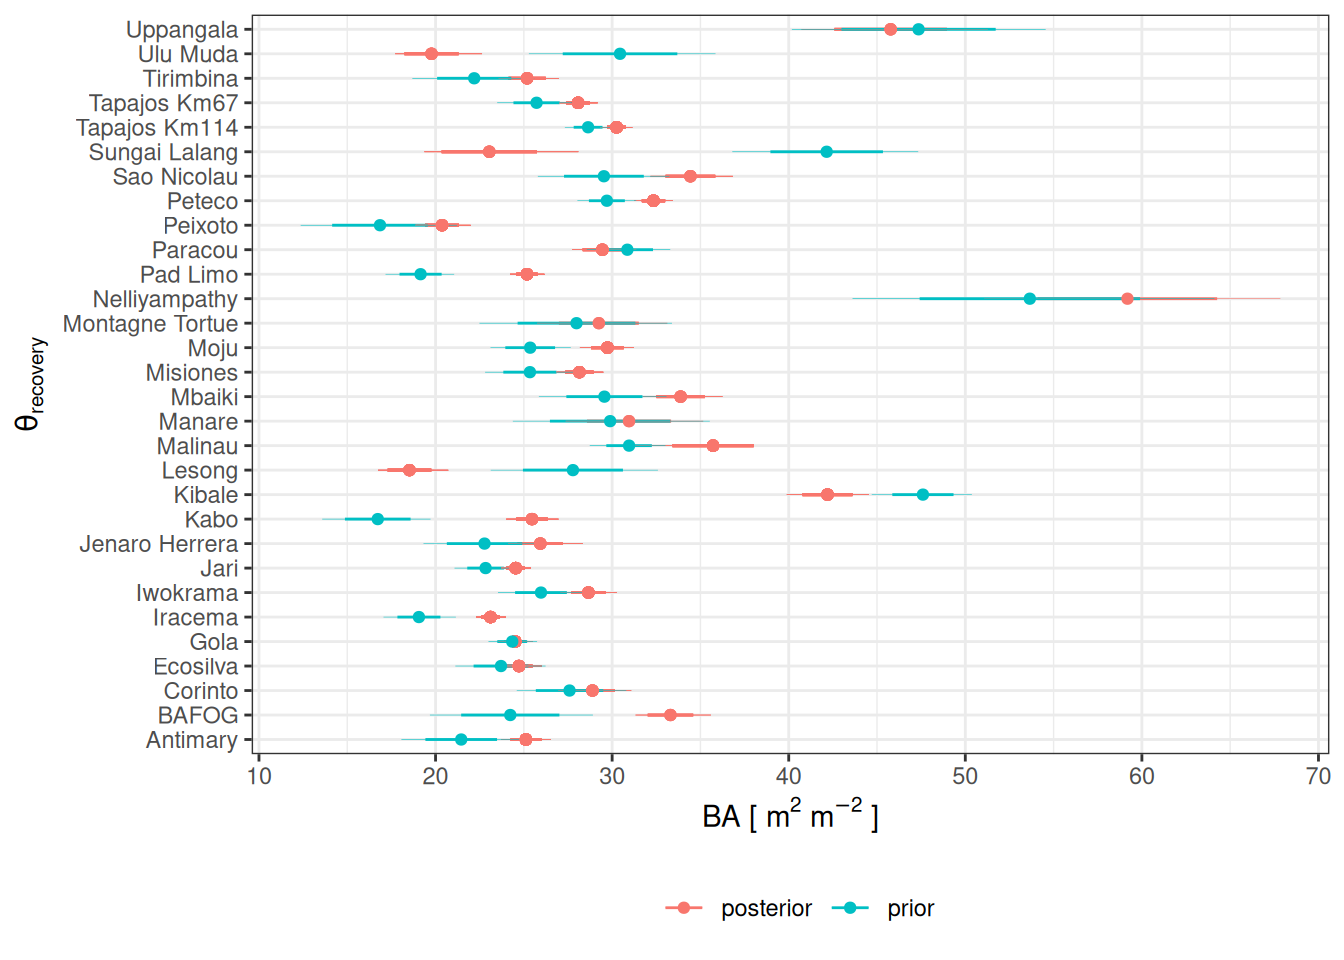 Uppangala
Ulu Muda
Tirimbina
Tapajos Km67
Tapajos Km114
Sungai Lalang
Sao Nicolau
Peteco
Peixoto
Paracou
Pad Limo
Nelliyampathy
Montagne Tortue
Moju
Misiones
Mbaiki
Manare
Malinau
Lesong
Kibale
Kabo
Jenaro Herrera
Jari
Iwokrama
Iracema
Gola
Ecosilva
Corinto
BAFOG
Antimary
θrecovery
10 20 30 40 50 60 70
BA [ m² m⁻² ]
posterior prior